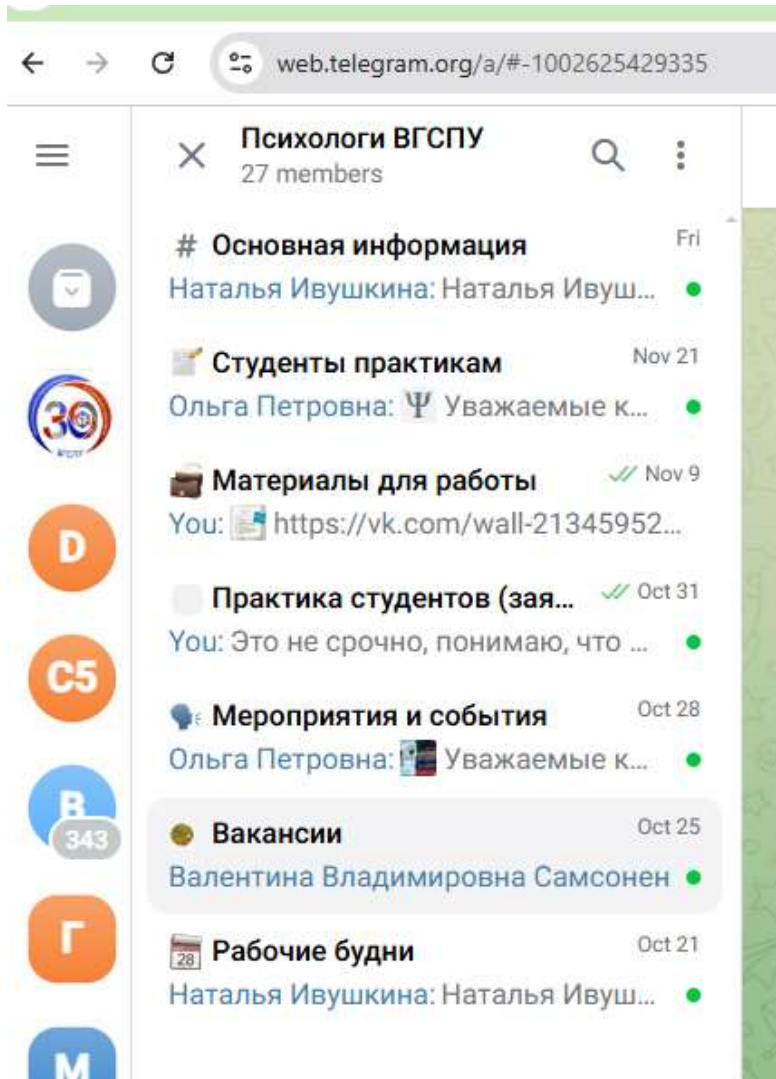 web.telegram.org/a/#-1002625429335
Психологи ВГСПУ
27 members
# Основная информация Fri
Наталья Ивушкина: Наталья Ивуш...
Студенты практикам Nov 21
Ольга Петровна: Ψ Уважаемые к...
30
ВГСПУ
Материалы для работы Nov 9
You: https://vk.com/wall-21345952...
D
Практика студентов (зая... Oct 31
You: Это не срочно, понимаю, что ...
C5
Мероприятия и события Oct 28
Ольга Петровна: Уважаемые к...
В
343
Вакансии Oct 25
Валентина Владимировна Самсонен
Г
28 Рабочие будни Oct 21
Наталья Ивушкина: Наталья Ивуш...
М